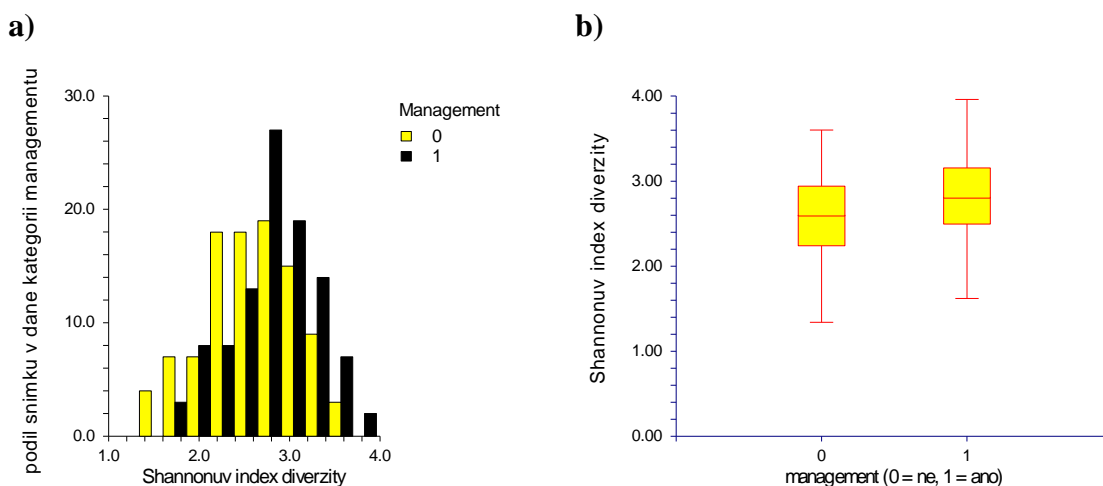 a)
podil snimku v dane kategorii managementu
30.0
20.0
10.0
0.0
1.0 2.0 3.0 4.0
Shannonuv index diverzity
Management
0
1
b)
Shannonuv index diverzity
4.00
3.00
2.00
1.00
0.00
0 1
management (0 = ne, 1 = ano)